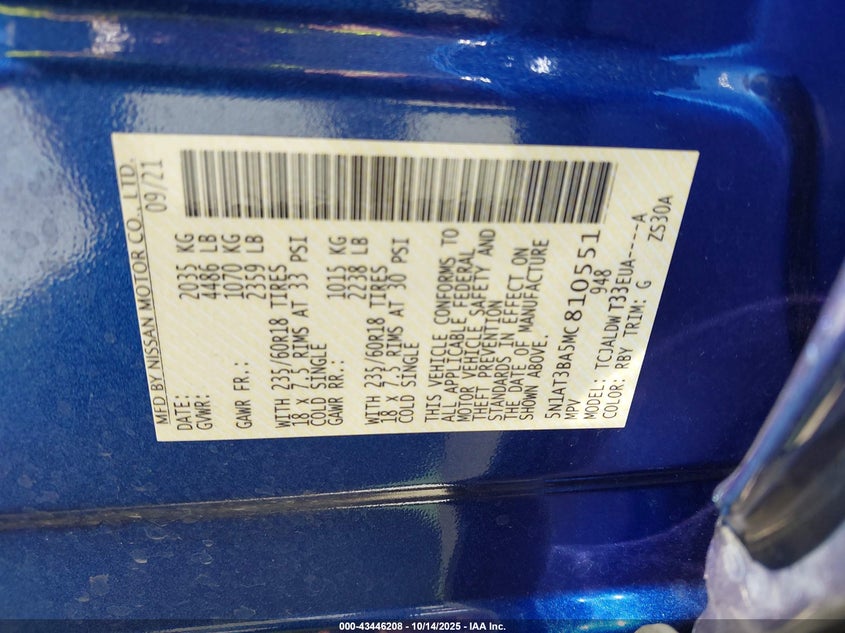 MFD BY NISSAN MOTOR CO., LTD.
DATE: 09/21
GVWR: 2035 KG
4486 LB
GAWR FR.: 1070 KG
2359 LB
WITH 235/60R18 TIRES
18 X 7.5 RIMS AT 33 PSI
COLD SINGLE
GAWR RR.: 1015 KG
2238 LB
WITH 235/60R18 TIRES
18 X 7.5 RIMS AT 30 PSI
COLD SINGLE
THIS VEHICLE CONFORMS TO
ALL APPLICABLE FEDERAL
MOTOR VEHICLE SAFETY AND
THEFT PREVENTION
STANDARDS IN EFFECT ON
THE DATE OF MANUFACTURE
SHOWN ABOVE.
5N1AT3BA5MC810551
MPV 948
MODEL: TCJALDWT33EUA----A
COLOR: RBY TRIM: G ZS30A
000-43446208 - 10/14/2025 - IAA Inc.